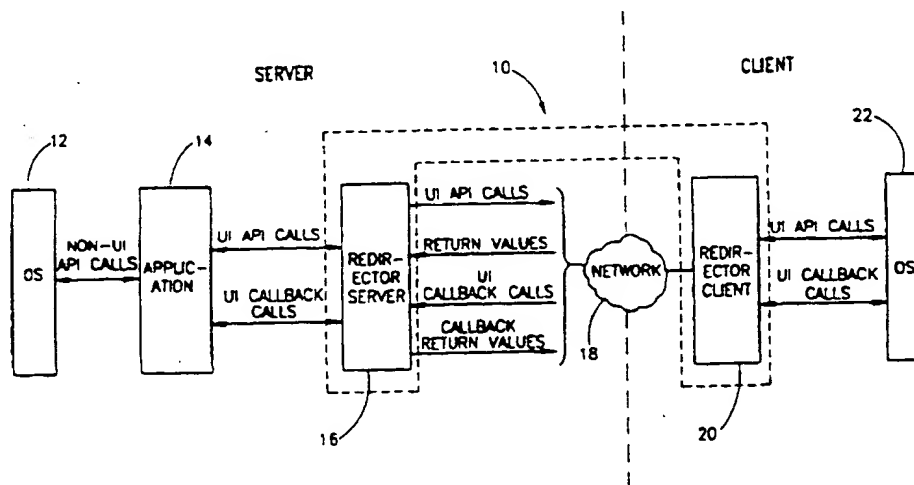 SERVER
CLIENT
10
12
14
22
OS
NON-UI
API CALLS
APPLIC-
ATION
UI API CALLS
UI CALLBACK
CALLS
REDIR-
ECTOR
SERVER
UI API CALLS
RETURN VALUES
UI
CALLBACK CALLS
CALLBACK
RETURN VALUES
NETWORK
18
REDIR-
ECTOR
CLIENT
UI API CALLS
UI CALLBACK
CALLS
OS
16
20